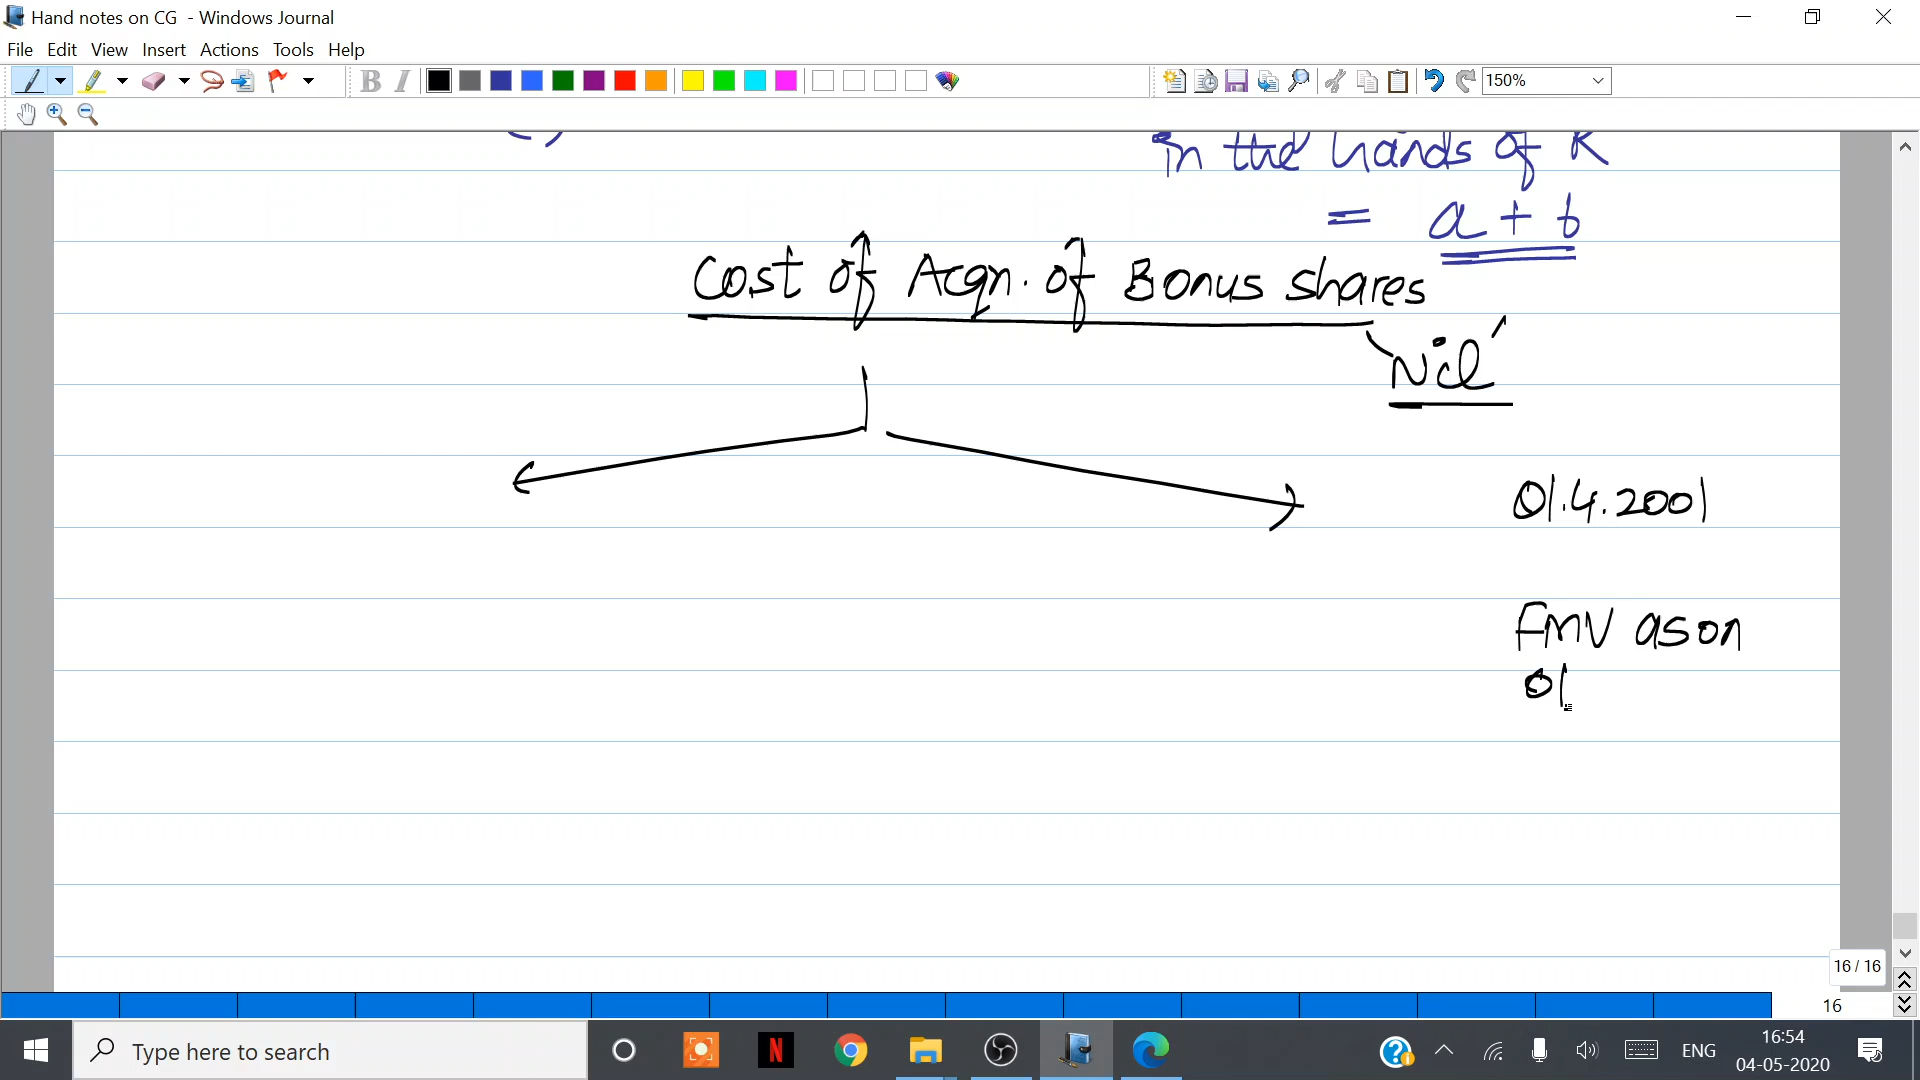 Hand notes on CG - Windows Journal
File Edit View Insert Actions Tools Help
B I 150%
in the hands of R
= a + b
Cost of Acqn. of Bonus shares
Nil
01.4.2001
FMV as on
01
16 / 16
16
Type here to search
N
ENG
16:54
04-05-2020